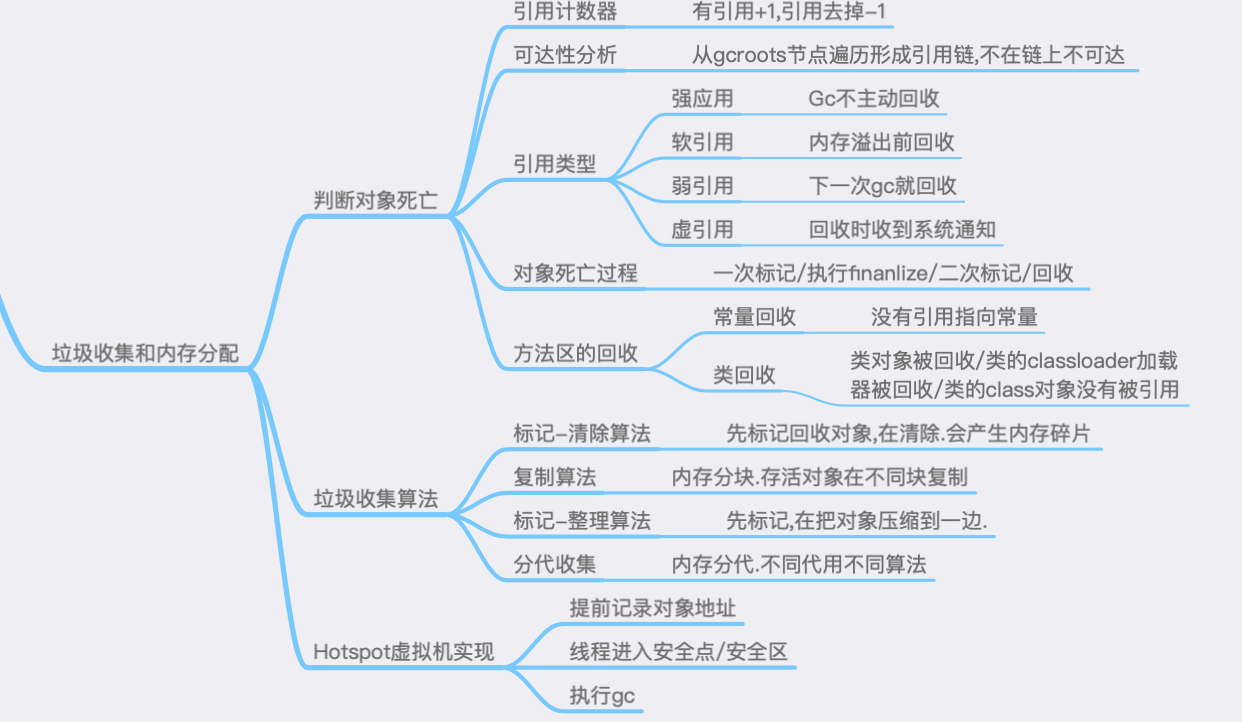 引用计数器 有引用+1,引用去掉-1
可达性分析 从gcroots节点遍历形成引用链,不在链上不可达
强应用 Gc不主动回收
软引用 内存溢出前回收
引用类型
弱引用 下一次gc就回收
判断对象死亡
虚引用 回收时收到系统通知
对象死亡过程 一次标记/执行finanlize/二次标记/回收
常量回收 没有引用指向常量
垃圾收集和内存分配
方法区的回收
类回收
类对象被回收/类的classloader加载
器被回收/类的class对象没有被引用
标记-清除算法 先标记回收对象,在清除.会产生内存碎片
复制算法 内存分块.存活对象在不同块复制
垃圾收集算法
标记-整理算法 先标记,在把对象压缩到一边.
分代收集 内存分代.不同代用不同算法
提前记录对象地址
Hotspot虚拟机实现
线程进入安全点/安全区
执行gc